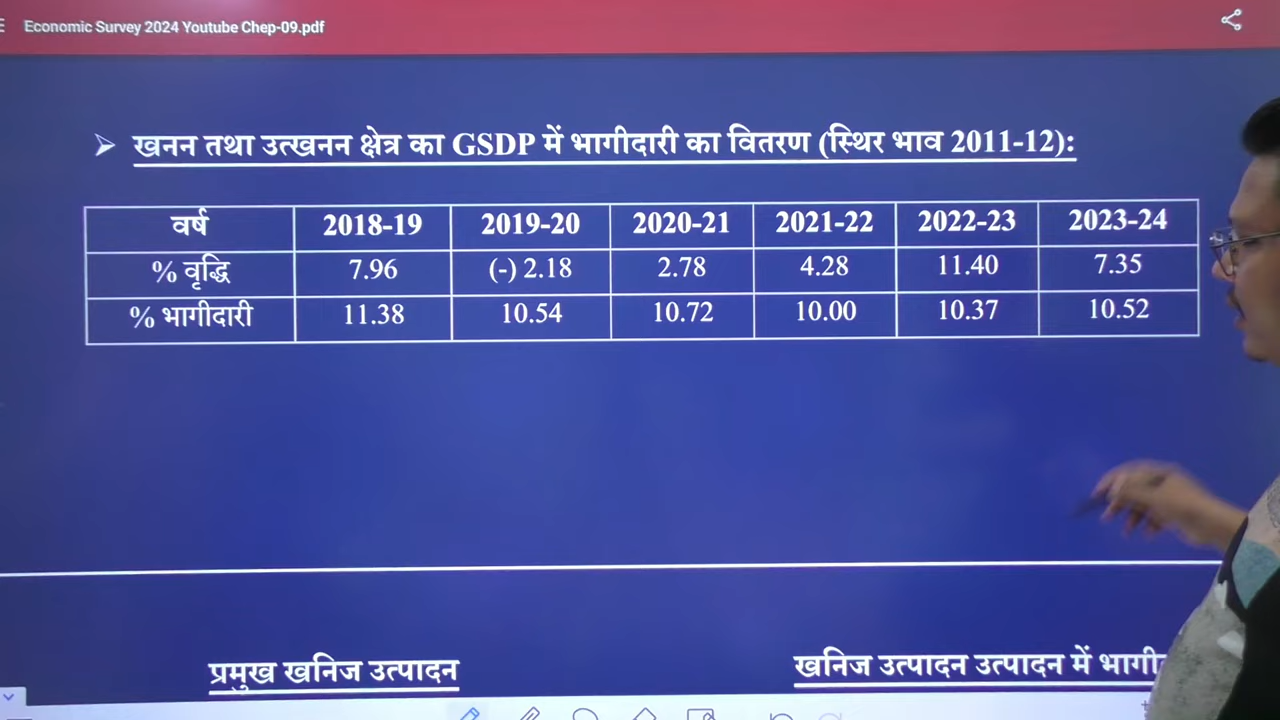 Economic Survey 2024 Youtube Chep-09.pdf
➢ खनन तथा उत्खनन क्षेत्र का GSDP में भागीदारी का वितरण (स्थिर भाव 2011-12):
वर्ष 2018-19 2019-20 2020-21 2021-22 2022-23 2023-24
% वृद्धि 7.96 (-) 2.18 2.78 4.28 11.40 7.35
% भागीदारी 11.38 10.54 10.72 10.00 10.37 10.52
प्रमुख खनिज उत्पादन
खनिज उत्पादन उत्पादन में